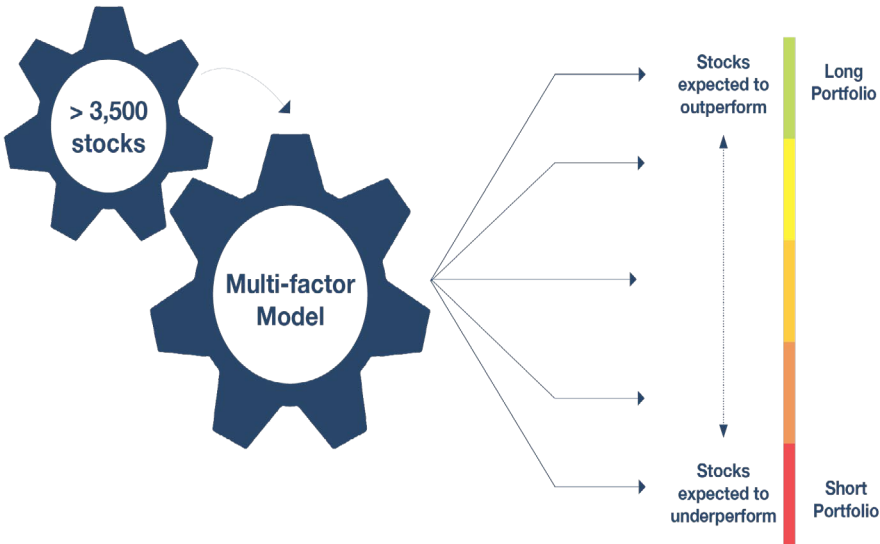 > 3,500
stocks
Multi-factor
Model
Stocks
expected to
outperform
Long
Portfolio
Stocks
expected to
underperform
Short
Portfolio